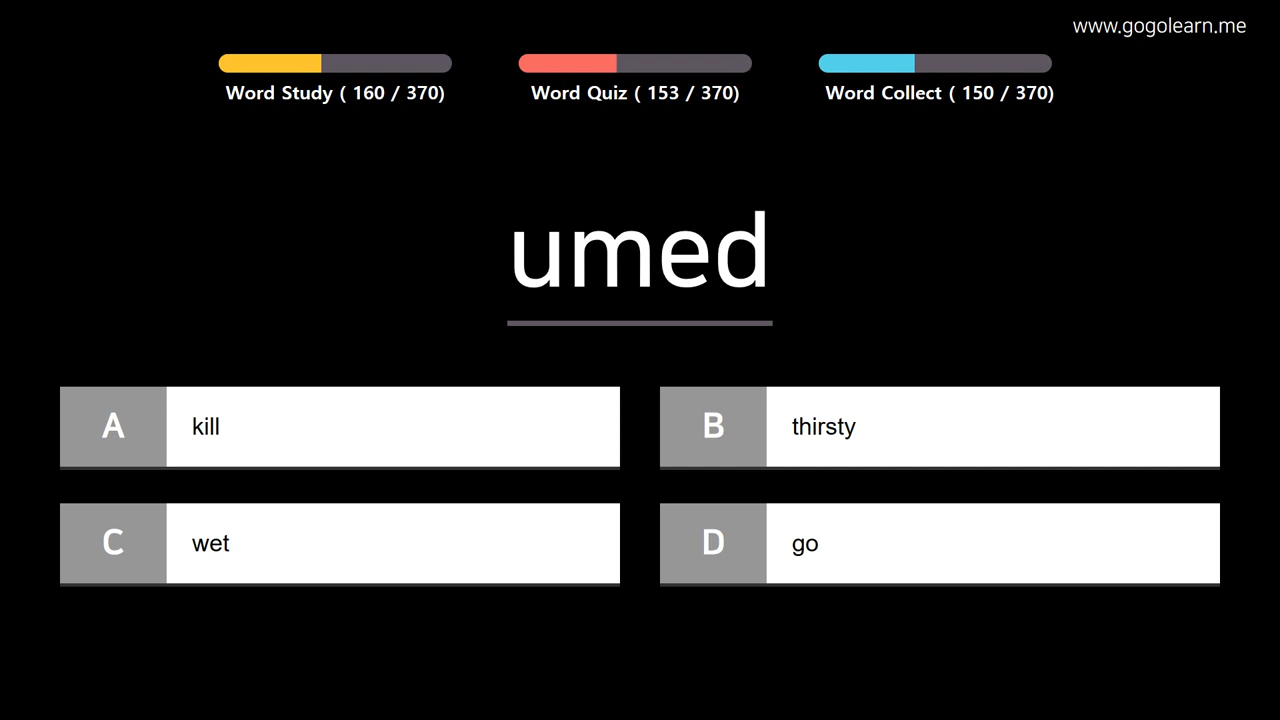 www.gogolearn.me
Word Study ( 160 / 370)
Word Quiz ( 153 / 370)
Word Collect ( 150 / 370)
umed
A kill
B thirsty
C wet
D go